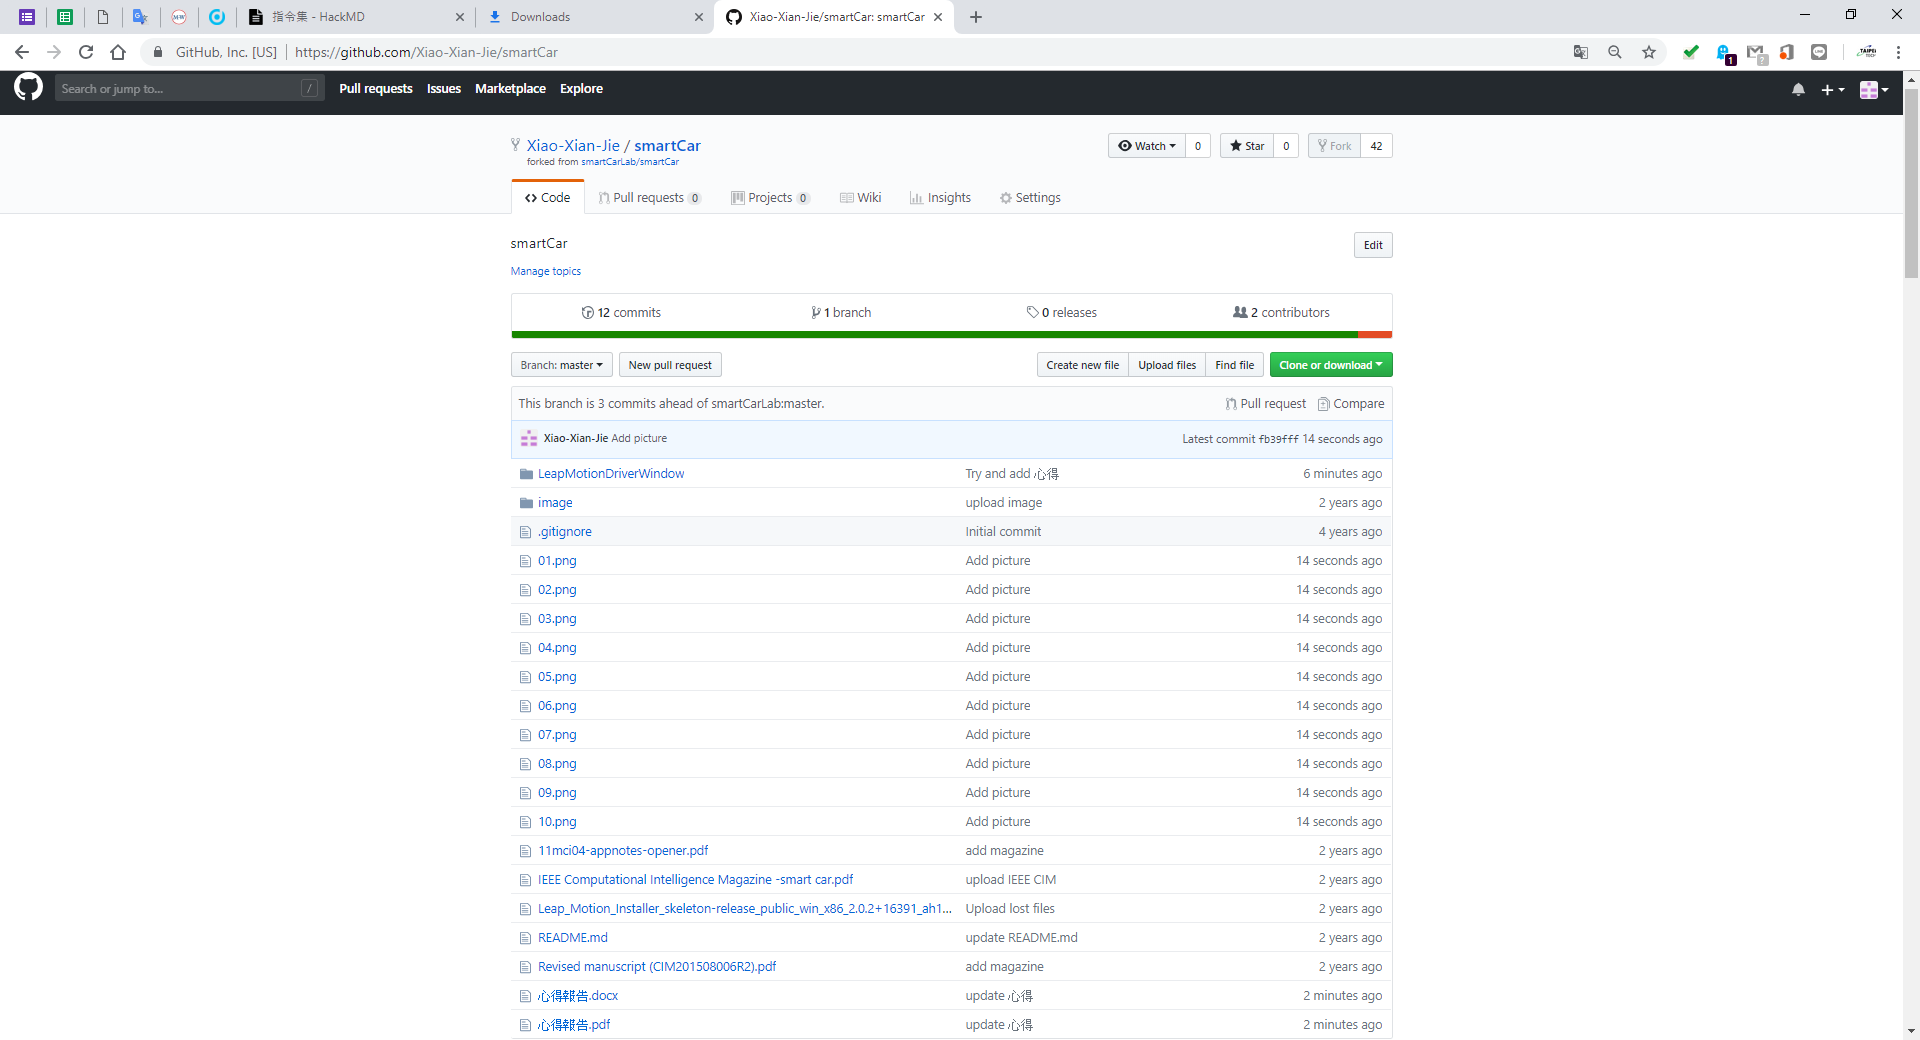 指令集 - HackMD
Downloads
Xiao-Xian-Jie/smartCar: smartCar
GitHub, Inc. [US] https://github.com/Xiao-Xian-Jie/smartCar
1
?
Search or jump to... /
Pull requests Issues Marketplace Explore
Xiao-Xian-Jie / smartCar
forked from smartCarLab/smartCar
Watch 0 Star 0 Fork 42
Code Pull requests 0 Projects 0 Wiki Insights Settings
smartCar
Edit
Manage topics
12 commits 1 branch 0 releases 2 contributors
Branch: master New pull request Create new file Upload files Find file Clone or download
This branch is 3 commits ahead of smartCarLab:master. Pull request Compare
Xiao-Xian-Jie Add picture Latest commit fb39fff 14 seconds ago
LeapMotionDriverWindow Try and add 心得 6 minutes ago
image upload image 2 years ago
.gitignore Initial commit 4 years ago
01.png Add picture 14 seconds ago
02.png Add picture 14 seconds ago
03.png Add picture 14 seconds ago
04.png Add picture 14 seconds ago
05.png Add picture 14 seconds ago
06.png Add picture 14 seconds ago
07.png Add picture 14 seconds ago
08.png Add picture 14 seconds ago
09.png Add picture 14 seconds ago
10.png Add picture 14 seconds ago
11mci04-appnotes-opener.pdf add magazine 2 years ago
IEEE Computational Intelligence Magazine -smart car.pdf upload IEEE CIM 2 years ago
Leap_Motion_Installer_skeleton-release_public_win_x86_2.0.2+16391_ah1... Upload lost files 2 years ago
README.md update README.md 2 years ago
Revised manuscript (CIM201508006R2).pdf add magazine 2 years ago
心得報告.docx update 心得 2 minutes ago
心得報告.pdf update 心得 2 minutes ago